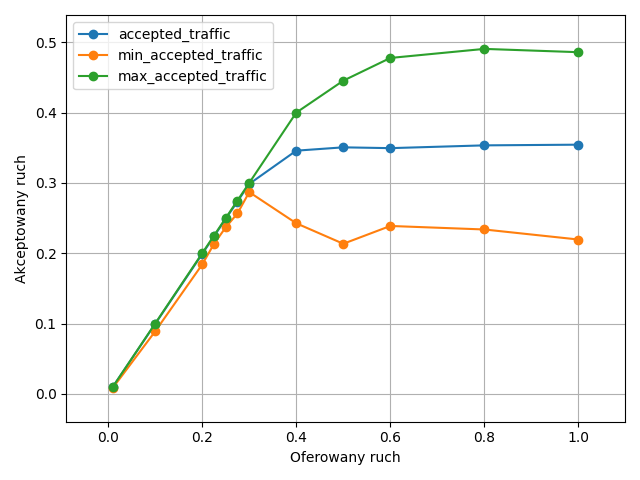 accepted_traffic
min_accepted_traffic
max_accepted_traffic
0.5
0.4
0.3
0.2
0.1
0.0
Akceptowany ruch
0.0 0.2 0.4 0.6 0.8 1.0
Oferowany ruch